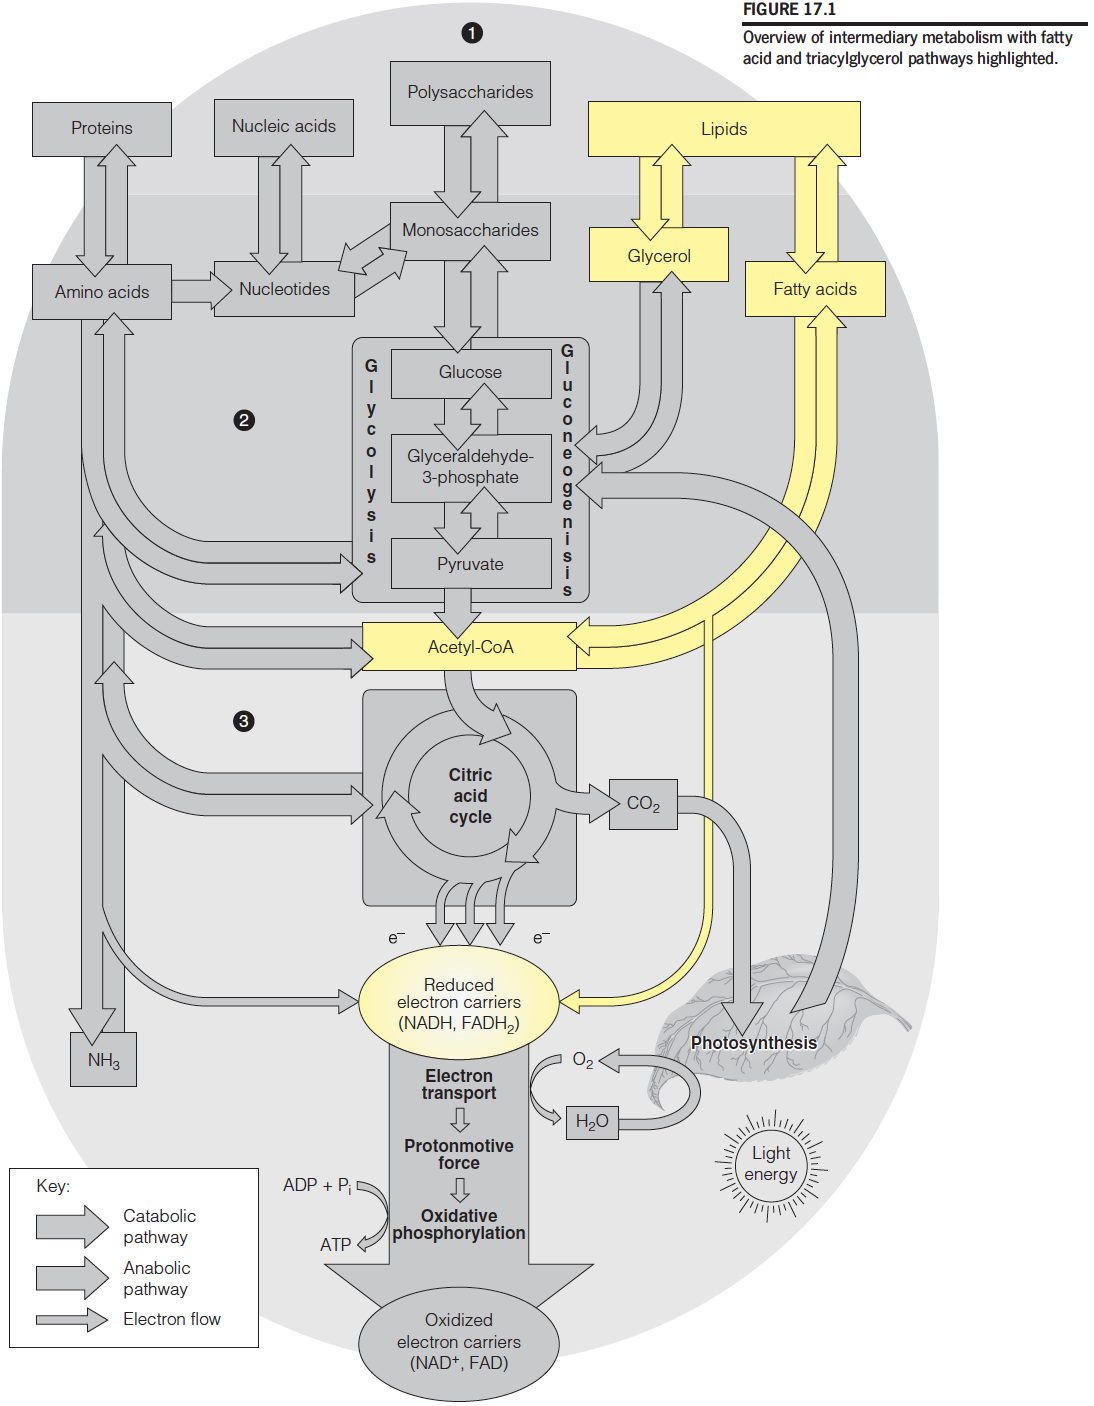 FIGURE 17.1
Overview of intermediary metabolism with fatty
acid and triacylglycerol pathways highlighted.
1
Polysaccharides
Proteins
Nucleic acids
Lipids
Monosaccharides
Glycerol
Amino acids
Nucleotides
Fatty acids
Glycolysis
Gluconeogenisis
Glucose
2
Glyceraldehyde-
3-phosphate
Pyruvate
Acetyl-CoA
3
Citric
acid
cycle
CO2
e–
e–
Reduced
electron carriers
(NADH, FADH2)
Photosynthesis
NH3
Electron
transport
O2
H2O
Protonmotive
force
Light
energy
ADP + Pi
Oxidative
phosphorylation
ATP
Key:
Catabolic
pathway
Anabolic
pathway
Electron flow
Oxidized
electron carriers
(NAD+, FAD)